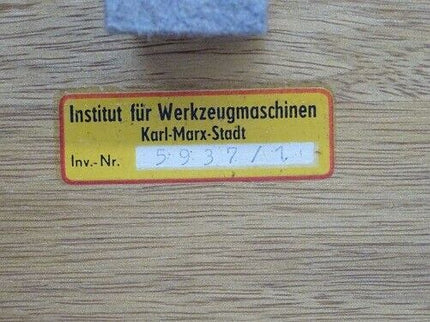 Institut für Werkzeugmaschinen
Karl-Marx-Stadt
Inv.-Nr. 5937/1